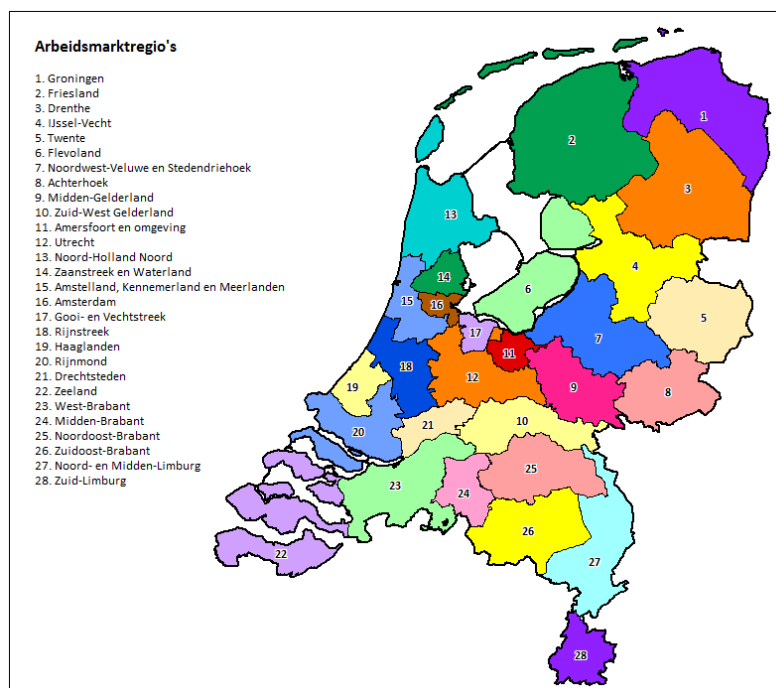 Arbeidsmarktregio's
1. Groningen
2. Friesland
3. Drenthe
4. IJssel-Vecht
5. Twente
6. Flevoland
7. Noordwest-Veluwe en Stedendriehoek
8. Achterhoek
9. Midden-Gelderland
10. Zuid-West Gelderland
11. Amersfoort en omgeving
12. Utrecht
13. Noord-Holland Noord
14. Zaanstreek en Waterland
15. Amstelland, Kennemerland en Meerlanden
16. Amsterdam
17. Gooi- en Vechtstreek
18. Rijnstreek
19. Haaglanden
20. Rijnmond
21. Drechtsteden
22. Zeeland
23. West-Brabant
24. Midden-Brabant
25. Noordoost-Brabant
26. Zuidoost-Brabant
27. Noord- en Midden-Limburg
28. Zuid-Limburg
1
2
3
13
4
14
6
15
16
5
17
7
11
18
12
19
9
8
10
21
20
25
23
24
26
22
27
28